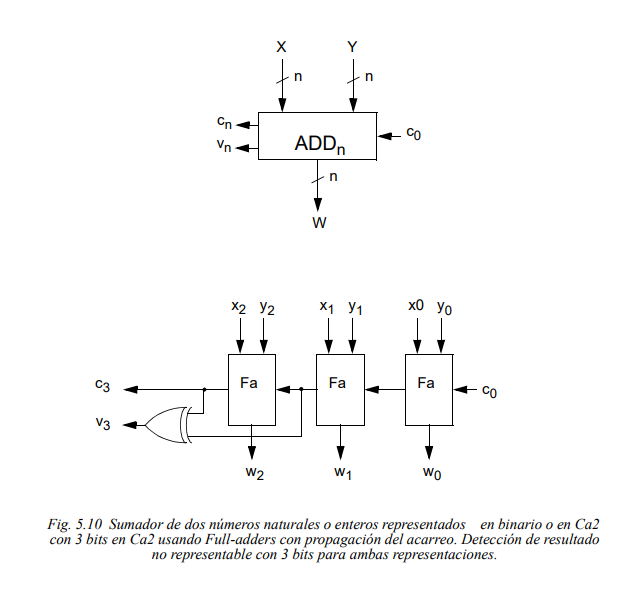 X Y
n n
cn
c0
vn
ADDn
n
W
x2 y2 x1 y1 x0 y0
Fa Fa Fa
c3
c0
v3
w2 w1 w0
Fig. 5.10 Sumador de dos números naturales o enteros representados en binario o en Ca2
con 3 bits en Ca2 usando Full-adders con propagación del acarreo. Detección de resultado
no representable con 3 bits para ambas representaciones.